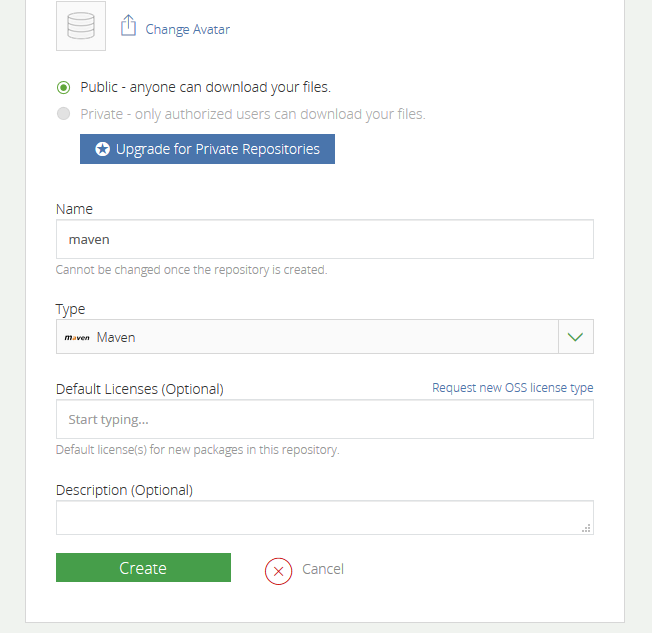 Change Avatar
Public - anyone can download your files.
Private - only authorized users can download your files.
Upgrade for Private Repositories
Name
maven
Cannot be changed once the repository is created.
Type
maven Maven
Default Licenses (Optional) Request new OSS license type
Start typing...
Default license(s) for new packages in this repository.
Description (Optional)
Create Cancel